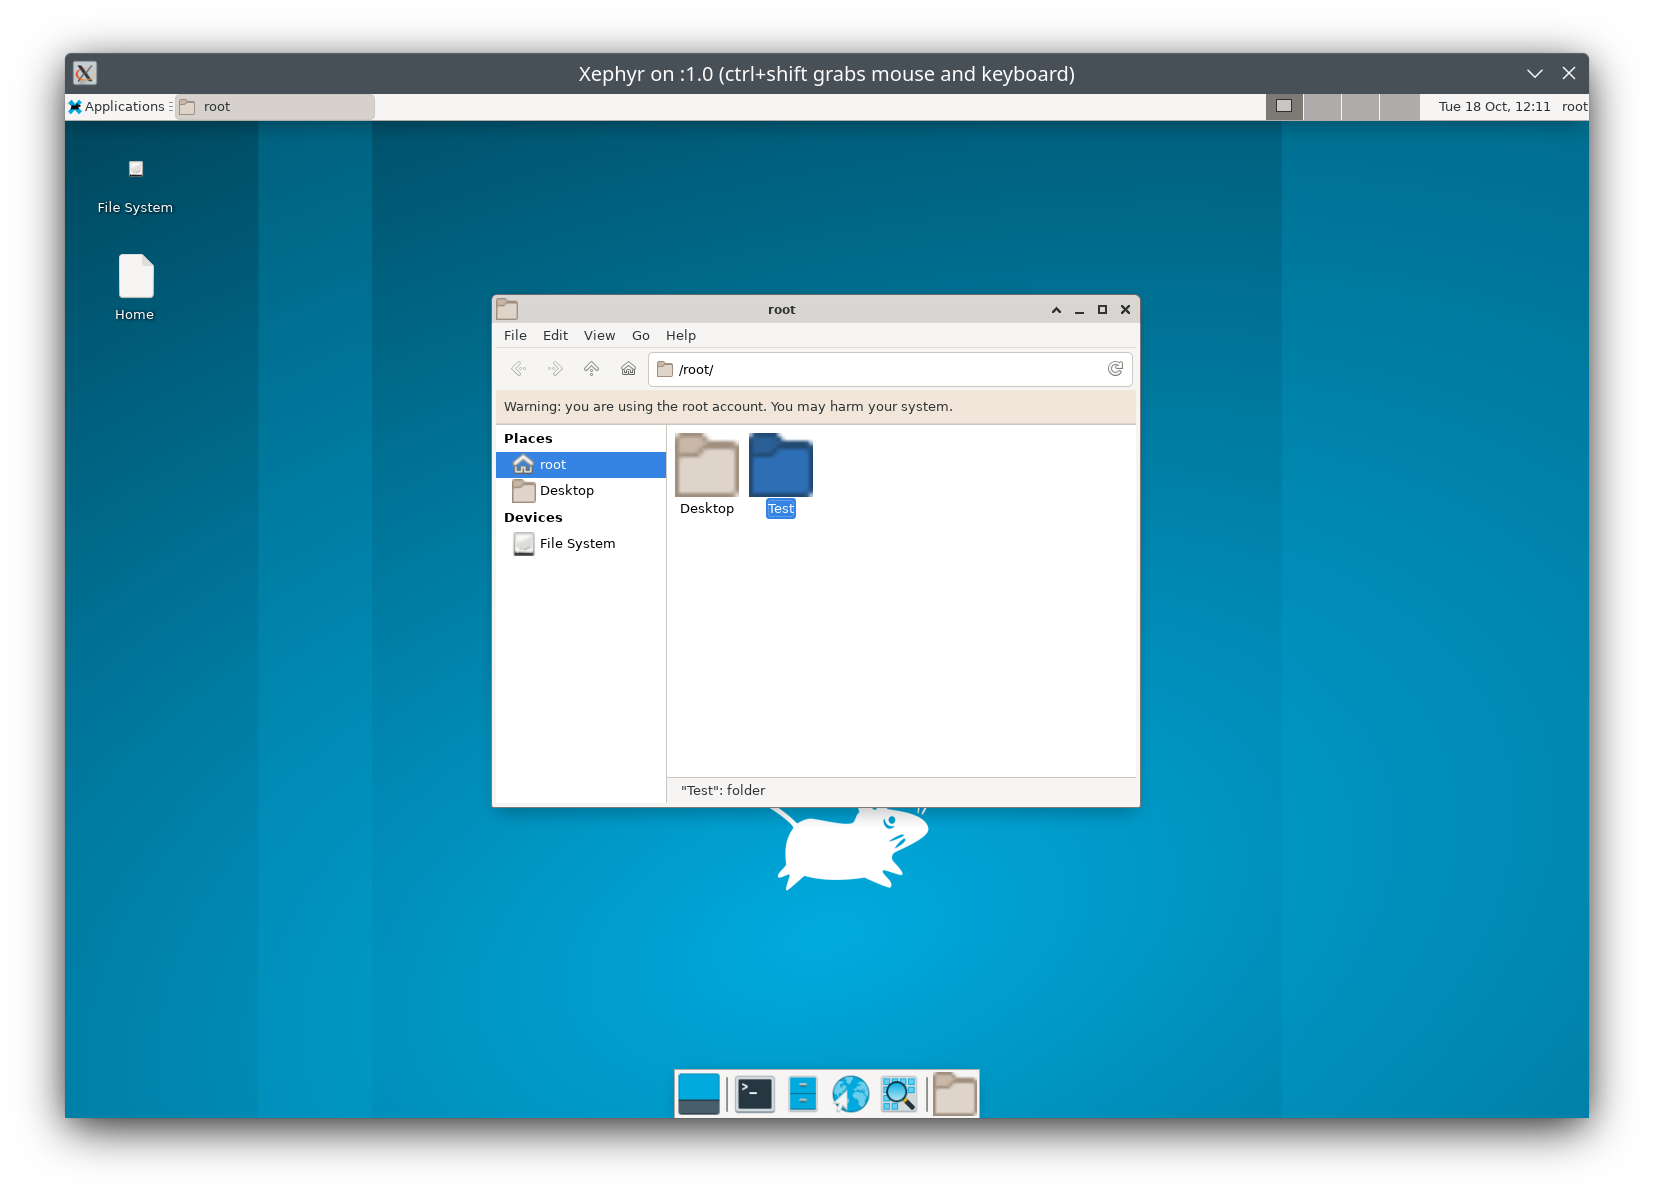 Xephyr on :1.0 (ctrl+shift grabs mouse and keyboard)
Applications root Tue 18 Oct, 12:11 root
File System
Home
root
File Edit View Go Help
/root/
Warning: you are using the root account. You may harm your system.
Places
root
Desktop
Devices
File System
Desktop Test
"Test": folder
>_